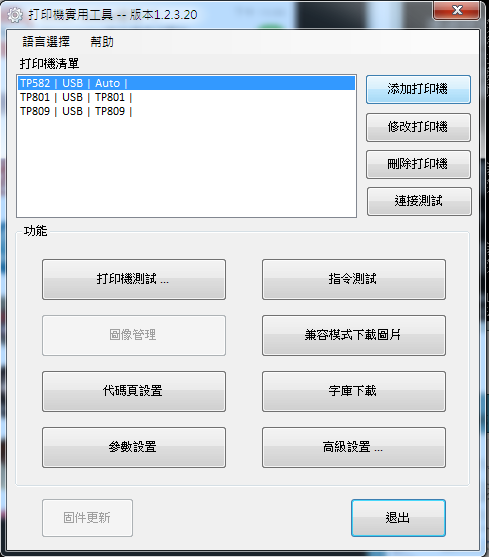 打印機實用工具 -- 版本1.2.3.20
語言選擇 幫助
打印機清單
TP582 | USB | Auto |
TP801 | USB | TP801 |
TP809 | USB | TP809 |
添加打印機
修改打印機
刪除打印機
連接測試
功能
打印機測試 ... 指令測試
圖像管理 兼容模式下載圖片
代碼頁設置 字庫下載
參數設置 高級設置 ...
固件更新 退出